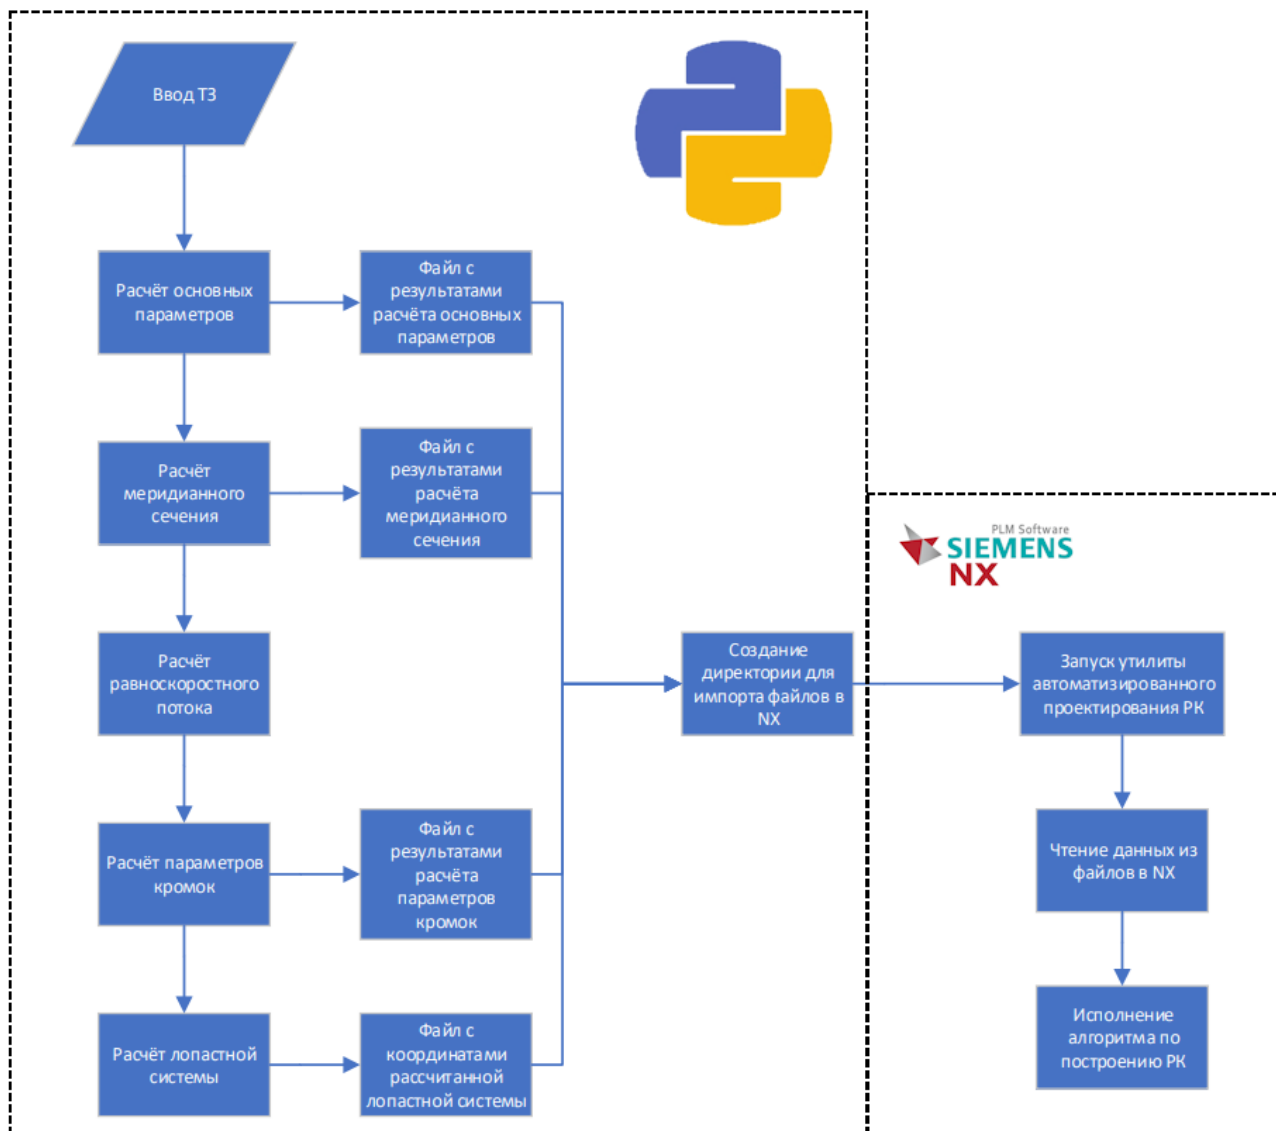 Ввод ТЗ
Расчёт основных
параметров
Файл с
результатами
расчёта основных
параметров
Расчёт
меридианного
сечения
Файл с
результатами
расчёта
меридианного
сечения
Расчёт
равноскоростного
потока
Расчёт параметров
кромок
Файл с
результатами
расчёта
параметров
кромок
Расчёт лопастной
системы
Файл с
координатами
рассчитанной
лопастной системы
Создание
директории для
импорта файлов в
NX
PLM Software
SIEMENS
NX
Запуск утилиты
автоматизированного
проектирования РК
Чтение данных из
файлов в NX
Исполнение
алгоритма по
построению РК